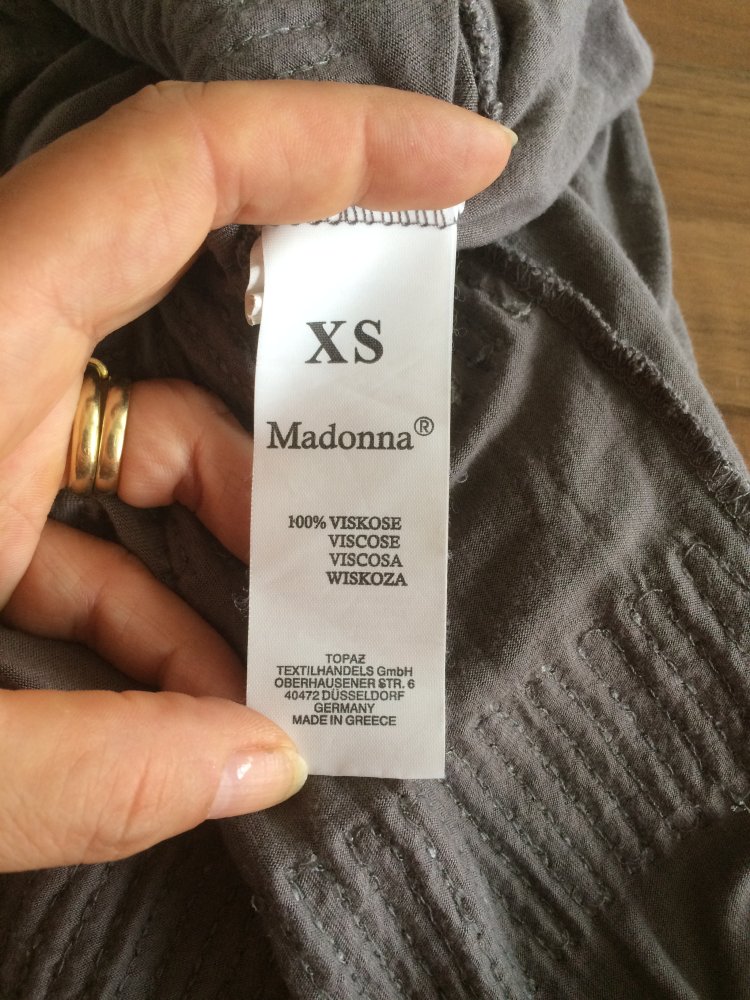 XS
Madonna®
100% VISKOSE
VISCOSE
VISCOSA
WISKOZA
TOPAZ
TEXTILHANDELS GmbH
OBERHAUSENER STR. 6
40472 DÜSSELDORF
GERMANY
MADE IN GREECE